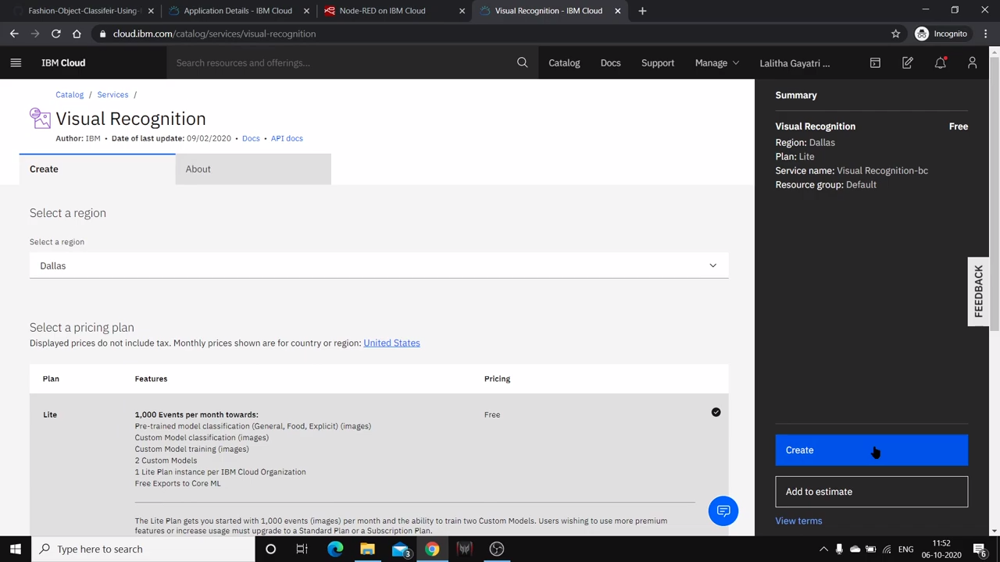 Fashion-Object-Classifeir-Using-
Application Details - IBM Cloud
Node-RED on IBM Cloud
Visual Recognition - IBM Cloud
cloud.ibm.com/catalog/services/visual-recognition
Incognito
IBM Cloud
Search resources and offerings...
Catalog
Docs
Support
Manage
Lalitha Gayatri ...
Catalog / Services /
Visual Recognition
Author: IBM • Date of last update: 09/02/2020 • Docs • API docs
Create
About
Select a region
Select a region
Dallas
Select a pricing plan
Displayed prices do not include tax. Monthly prices shown are for country or region: United States
Plan
Features
Pricing
Lite
1,000 Events per month towards:
Free
Pre-trained model classification (General, Food, Explicit) (images)
Custom Model classification (images)
Custom Model training (images)
2 Custom Models
1 Lite Plan instance per IBM Cloud Organization
Free Exports to Core ML
The Lite Plan gets you started with 1,000 events (images) per month and the ability to train two Custom Models. Users wishing to use more premium
features or increase usage must upgrade to a Standard Plan or a Subscription Plan.
Summary
Visual Recognition
Free
Region: Dallas
Plan: Lite
Service name: Visual Recognition-bc
Resource group: Default
FEEDBACK
Create
Add to estimate
View terms
Type here to search
3
ENG
11:52
06-10-2020
6